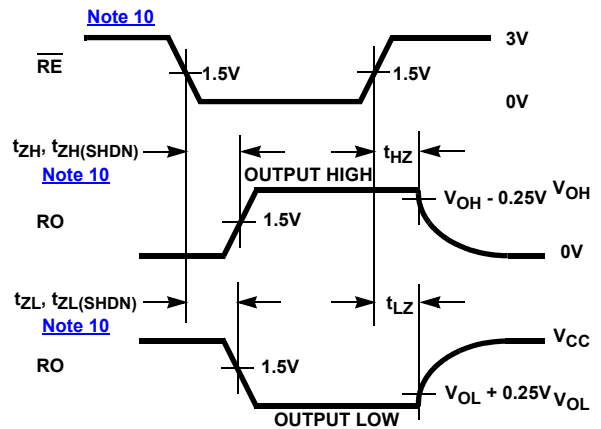 Note 10
RE
3V
1.5V
1.5V
0V
tZH, tZH(SHDN)
tHZ
Note 10
OUTPUT HIGH
VOH - 0.25V
VOH
RO
1.5V
0V
tZL, tZL(SHDN)
tLZ
Note 10
VCC
RO
1.5V
VOL + 0.25V
VOL
OUTPUT LOW